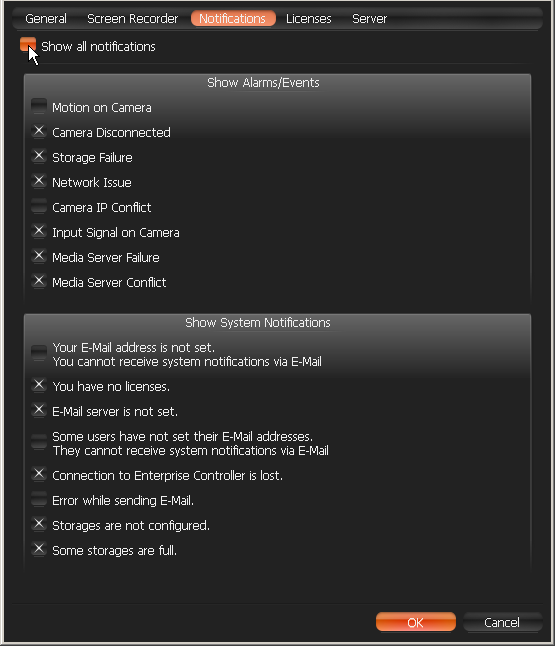 General Screen Recorder Notifications Licenses Server
Show all notifications
Show Alarms/Events
Motion on Camera
Camera Disconnected
Storage Failure
Network Issue
Camera IP Conflict
Input Signal on Camera
Media Server Failure
Media Server Conflict
Show System Notifications
Your E-Mail address is not set.
You cannot receive system notifications via E-Mail
You have no licenses.
E-Mail server is not set.
Some users have not set their E-Mail addresses.
They cannot receive system notifications via E-Mail
Connection to Enterprise Controller is lost.
Error while sending E-Mail.
Storages are not configured.
Some storages are full.
OK Cancel